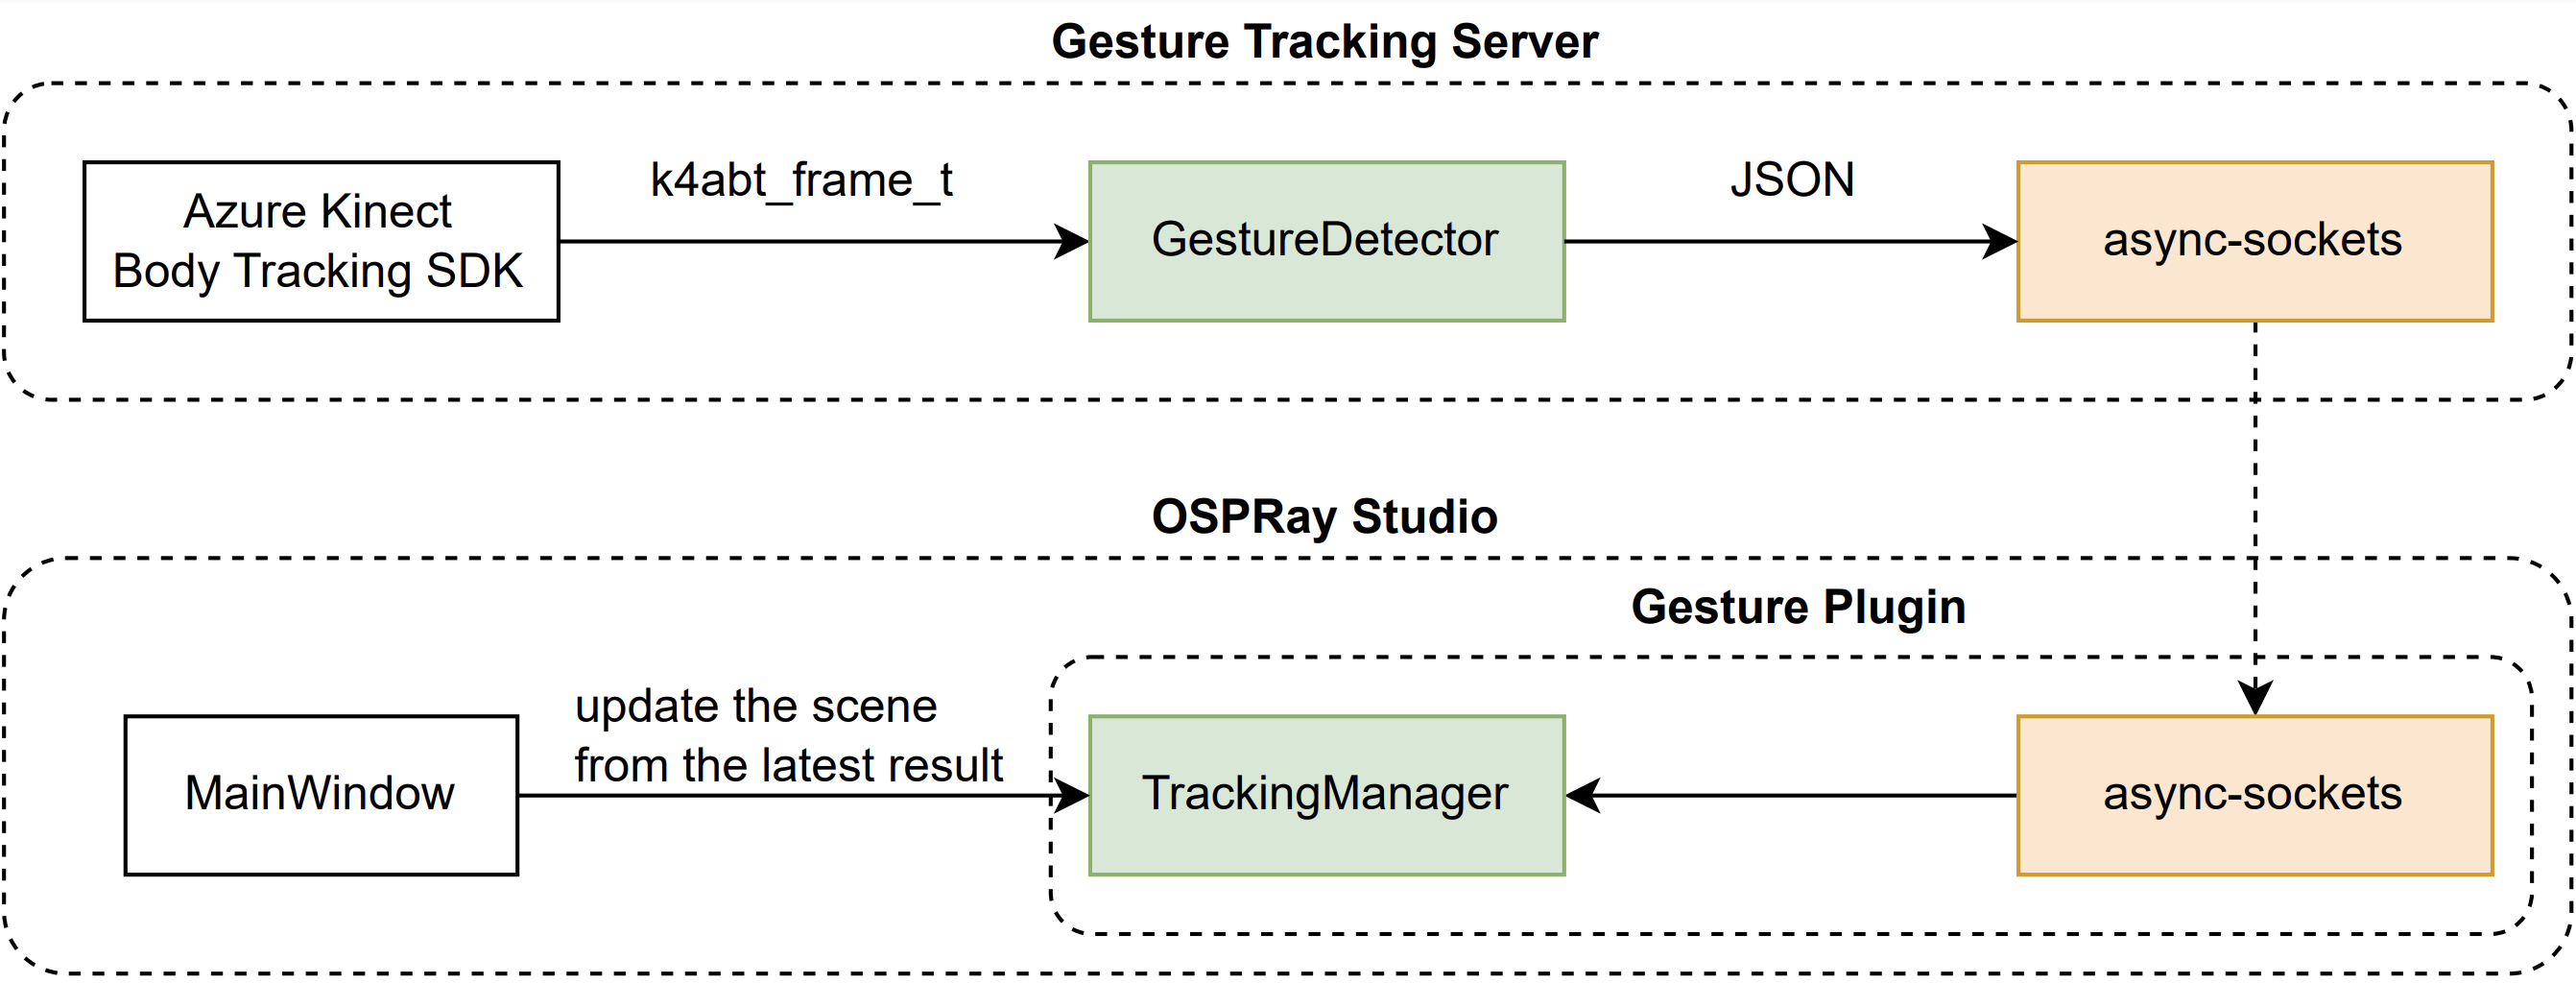 Gesture Tracking Server
Azure Kinect
Body Tracking SDK
k4abt_frame_t
GestureDetector
JSON
async-sockets
OSPRay Studio
Gesture Plugin
MainWindow
update the scene
from the latest result
TrackingManager
async-sockets